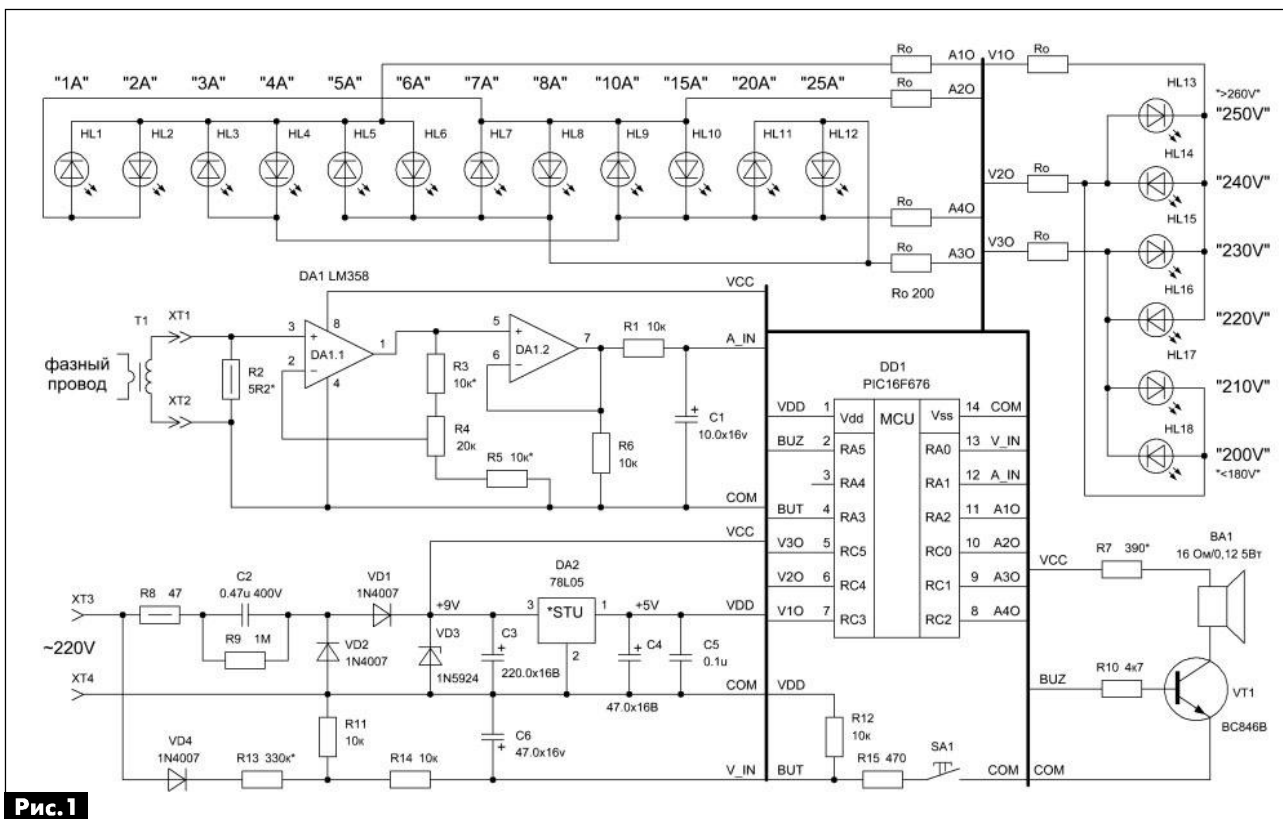 "1A" "2A" "3A" "4A" "5A" "6A" "7A" "8A" "10A" "15A" "20A" "25A"
HL1 HL2 HL3 HL4 HL5 HL6 HL7 HL8 HL9 HL10 HL11 HL12
Ro A1O V1O Ro
Ro A2O
HL13 ">260V"
"250V"
HL14
V2O Ro "240V"
HL15
Ro A4O
V3O Ro "230V"
Ro A3O
HL16
Ro 200
"220V"
HL17
"210V"
HL18
"200V"
"<180V"
DA1 LM358
VCC
T1 XT1
фазный
провод
XT2
R2
5R2*
3 8 2 4 1
+ −
DA1.1
R3
10к*
R4
20к
R5 10к*
5 6 7
+ −
DA1.2
R1 10к
A_IN
R6
10к
+ C1
10.0x16v
COM
DD1
PIC16F676
VDD 1 Vdd MCU Vss 14 COM
BUZ 2 RA5 RA0 13 V_IN
3 RA4 RA1 12 A_IN
BUT 4 RA3 RA2 11 A1O
V3O 5 RC5 RC0 10 A2O
V2O 6 RC4 RC1 9 A3O
V1O 7 RC3 RC2 8 A4O
VCC
XT3
~220V
XT4
R8 47
C2
0.47u 400V
R9 1M
VD1
1N4007
VD2
1N4007
+9V
VD3
1N5924
+ C3
220.0x16В
DA2
78L05
3 *STU 1
2
+5V
VDD
+ C4
47.0x16В
C5
0.1u
COM VDD
R11
10к
+ C6
47.0x16v
VD4
1N4007
R13 330к*
R14 10к
V_IN BUT
R12
10к
R15 470
SA1
COM COM
VCC R7 390*
BA1
16 Ом/0,12 5Вт
BUZ R10 4к7
VT1
BC846B
Рис.1